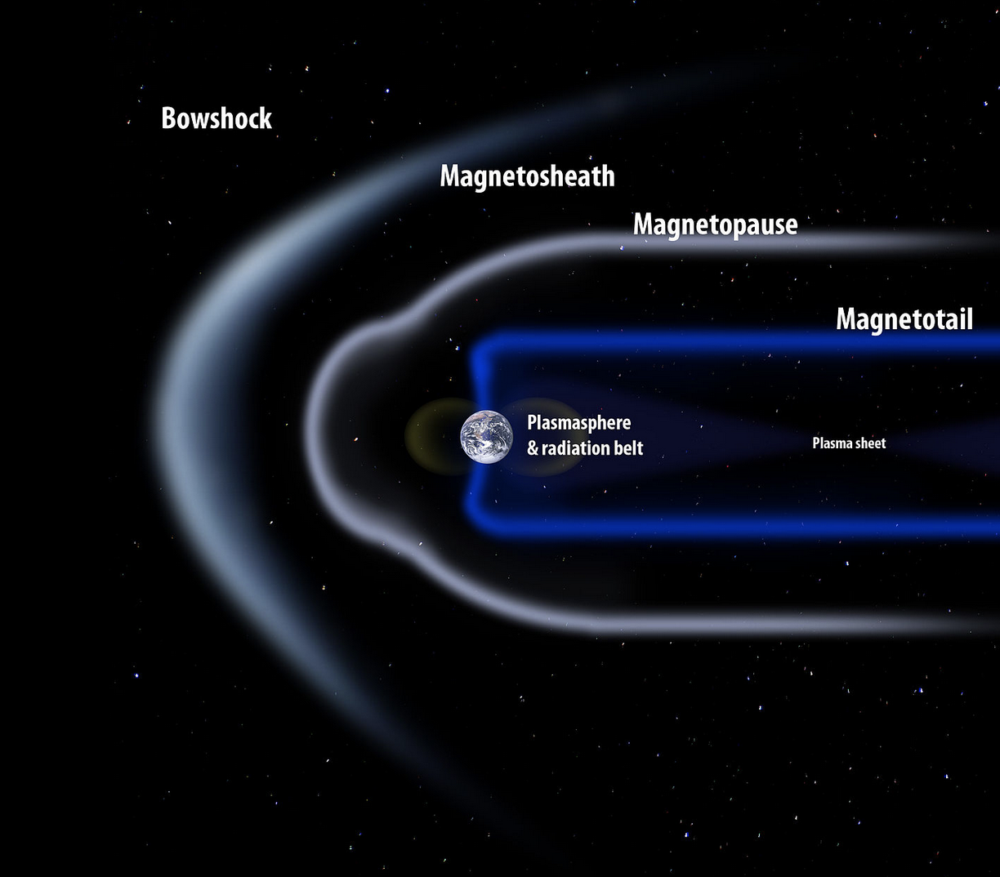 Bowshock
Magnetosheath
Magnetopause
Magnetotail
Plasmasphere
& radiation belt
Plasma sheet